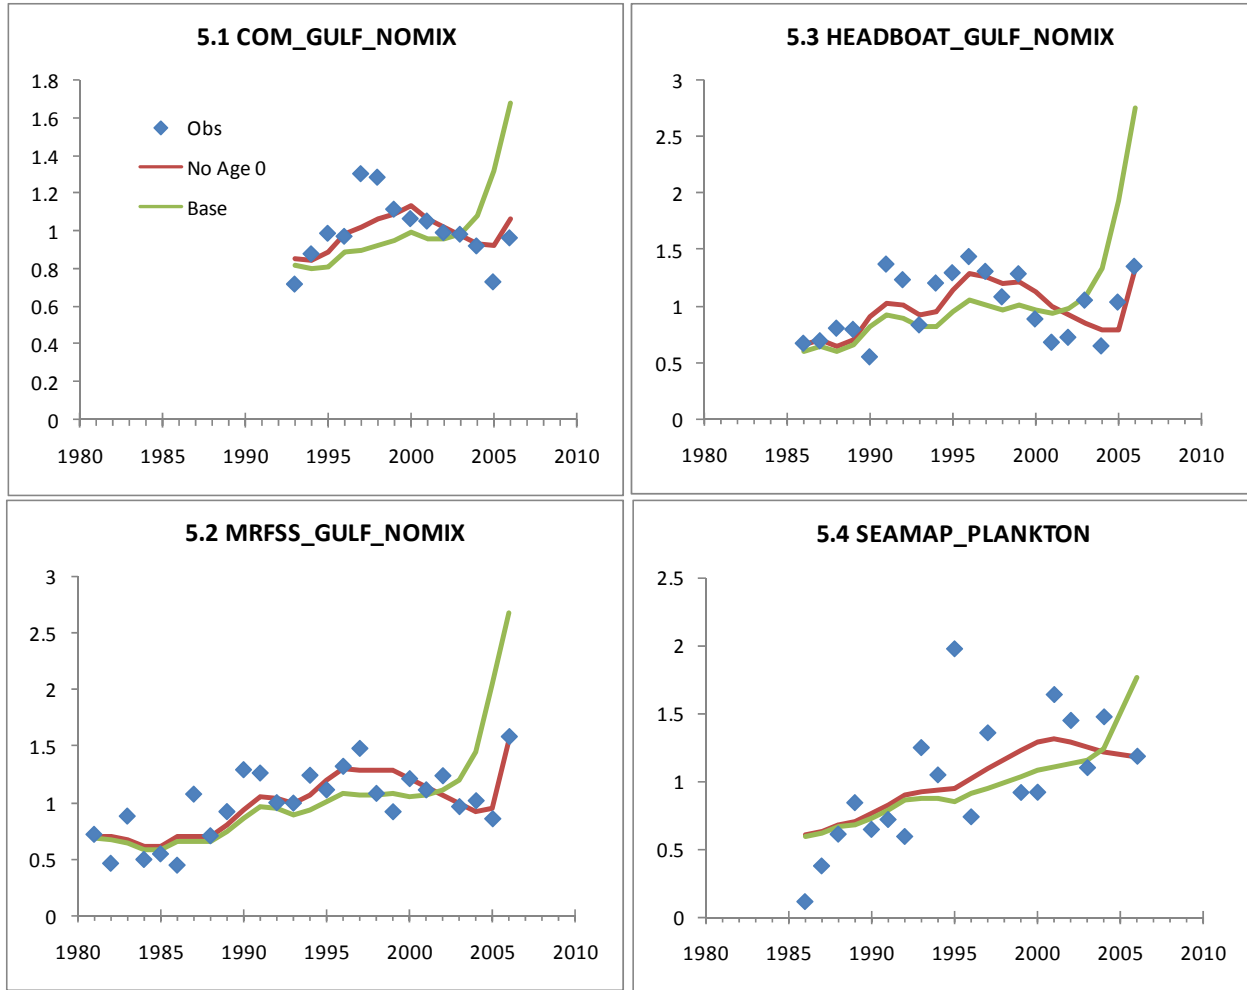 5.1 COM_GULF_NOMIX
1.8
1.6
1.4
1.2
1
0.8
0.6
0.4
0.2
0
Obs
No Age 0
Base
1980 1985 1990 1995 2000 2005 2010
5.3 HEADBOAT_GULF_NOMIX
3
2.5
2
1.5
1
0.5
0
1980 1985 1990 1995 2000 2005 2010
5.2 MRFSS_GULF_NOMIX
3
2.5
2
1.5
1
0.5
0
1980 1985 1990 1995 2000 2005 2010
5.4 SEAMAP_PLANKTON
2.5
2
1.5
1
0.5
0
1980 1985 1990 1995 2000 2005 2010